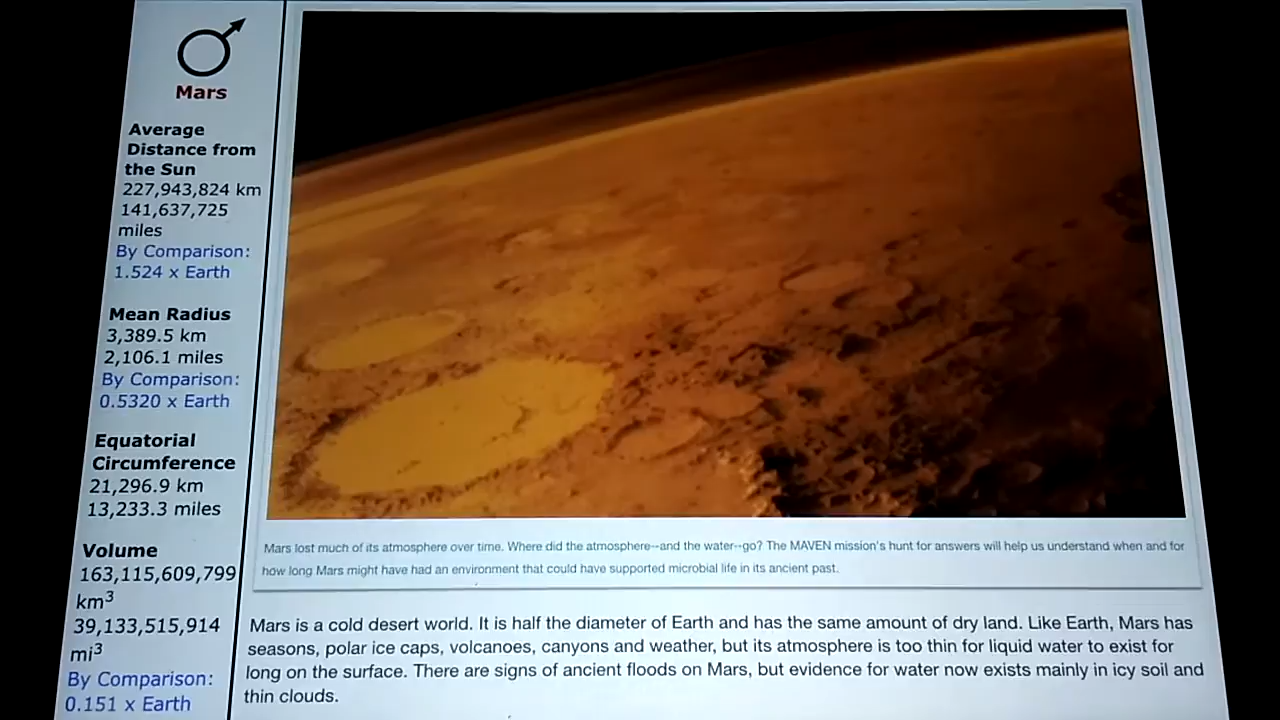 Mars
Average
Distance from
the Sun
227,943,824 km
141,637,725
miles
By Comparison:
1.524 x Earth
Mean Radius
3,389.5 km
2,106.1 miles
By Comparison:
0.5320 x Earth
Equatorial
Circumference
21,296.9 km
13,233.3 miles
Volume
163,115,609,799
km³
39,133,515,914
mi³
By Comparison:
0.151 x Earth
Mars lost much of its atmosphere over time. Where did the atmosphere--and the water--go? The MAVEN mission's hunt for answers will help us understand when and for
how long Mars might have had an environment that could have supported microbial life in its ancient past.
Mars is a cold desert world. It is half the diameter of Earth and has the same amount of dry land. Like Earth, Mars has
seasons, polar ice caps, volcanoes, canyons and weather, but its atmosphere is too thin for liquid water to exist for
long on the surface. There are signs of ancient floods on Mars, but evidence for water now exists mainly in icy soil and
thin clouds.